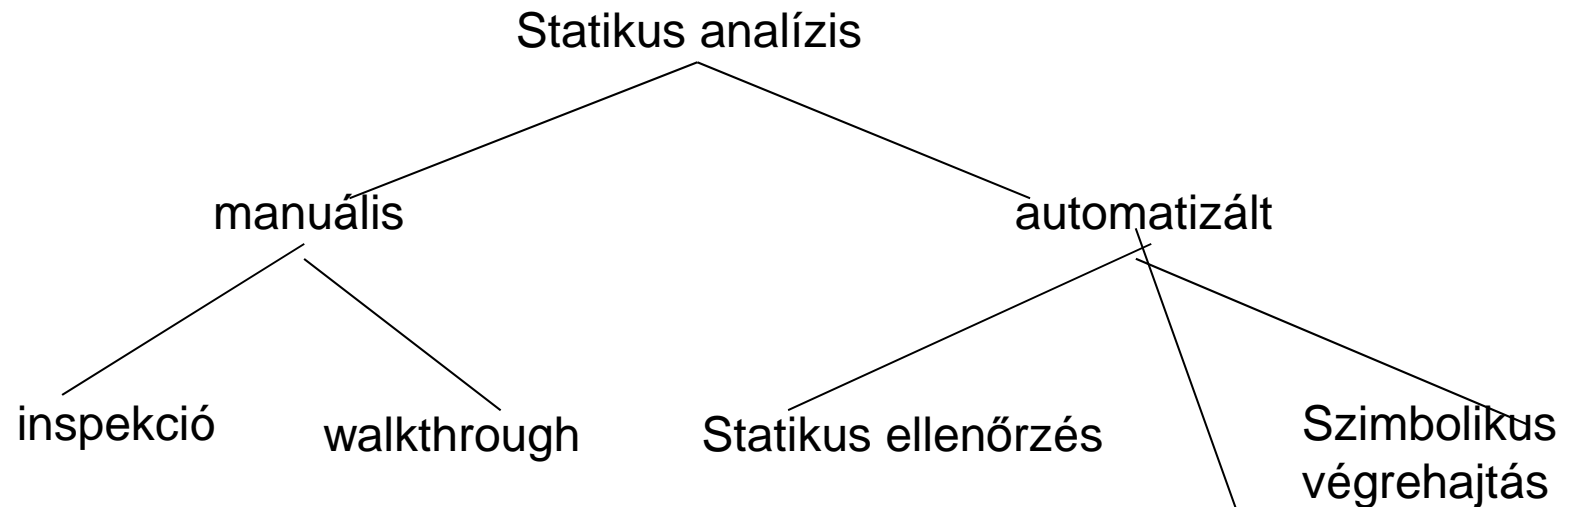 Statikus analízis
manuális
automatizált
inspekció
walkthrough
Statikus ellenőrzés
Szimbolikus
végrehajtás